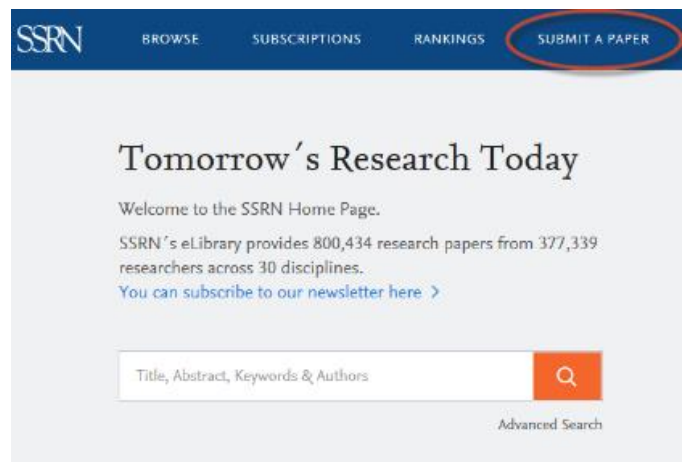 SSRN BROWSE SUBSCRIPTIONS RANKINGS SUBMIT A PAPER
Tomorrow´s Research Today
Welcome to the SSRN Home Page.
SSRN´s eLibrary provides 800,434 research papers from 377,339
researchers across 30 disciplines.
You can subscribe to our newsletter here >
Title, Abstract, Keywords & Authors
Advanced Search